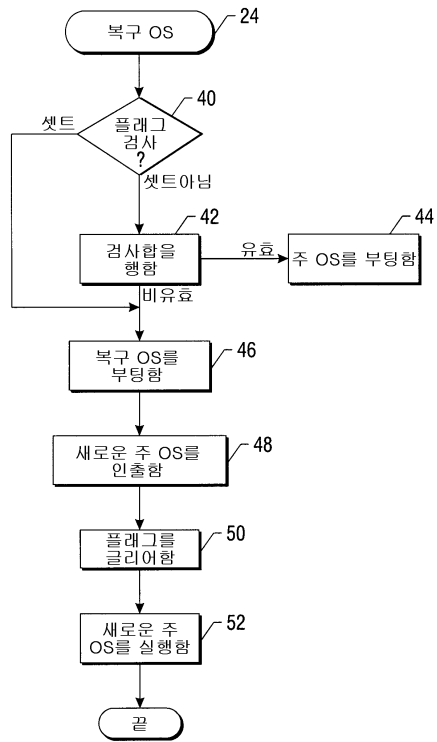 복구 OS
24
40
플래그
검사
?
셋트
셋트아님
42
검사합을
행함
유효
44
주 OS를 부팅함
비유효
복구 OS를
부팅함
46
새로운 주 OS를
인출함
48
플래그를
글리어함
50
새로운 주
OS를 실행함
52
끝